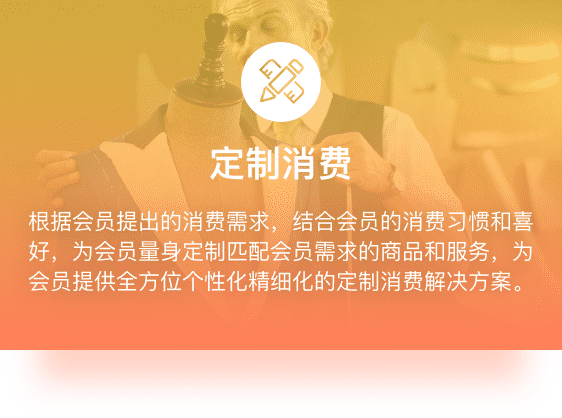 定制消费
根据会员提出的消费需求，结合会员的消费习惯和喜
好，为会员量身定制匹配会员需求的商品和服务，为
会员提供全方位个性化精细化的定制消费解决方案。